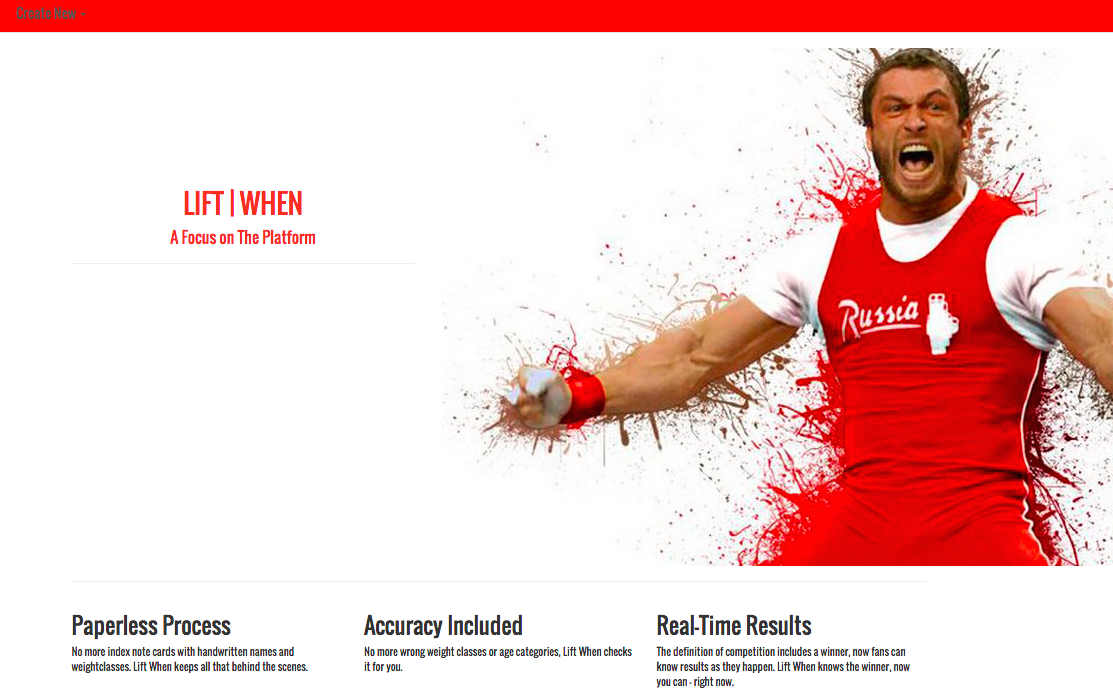 Create New
LIFT | WHEN
A Focus on The Platform
Russia
Paperless Process
No more index note cards with handwritten names and
weightclasses. Lift When keeps all that behind the scenes.
Accuracy Included
No more wrong weight classes or age categories, Lift When checks
it for you.
Real-Time Results
The definition of competition includes a winner, now fans can
know results as they happen. Lift When knows the winner, now
you can - right now.